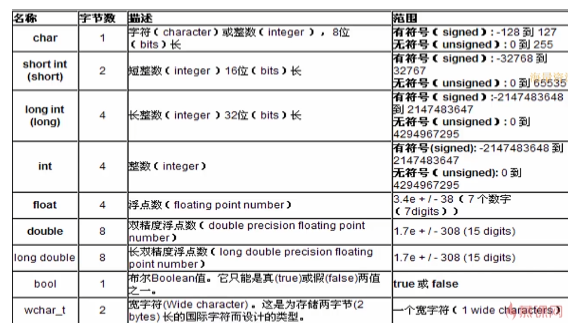 名称 字节数 描述 范围
char 1 字符(character)或整数(integer),8位
(bits)长
有符号(signed):-128 到 127
无符号(unsigned):0 到 255
short int
(short)
2 短整数(integer)16位(bits)长
有符号(signed):-32768 到
32767
无符号(unsigned):0 到 65535
long int
(long)
4 长整数(integer)32位(bits)长
有符号(signed):-2147483648
到 2147483647
无符号(unsigned):0 到
4294967295
int 4 整数(integer)
有符号(signed): -2147483648 到
2147483647
无符号(unsigned): 0 到
4294967295
float 4 浮点数(floating point number)
3.4e + / - 38(7 个数字
(7digits))
double 8 双精度浮点数(double precision floating point
number)
1.7e + / - 308 (15 digits)
long double 8 长双精度浮点数(long double precision floating
point number)
1.7e + / - 308 (15 digits)
bool 1 布尔Boolean值。它只能是真(true)或假(false)两值
之一。
true 或 false
wchar_t 2 宽字符(Wide character)。这是为存储两字节(2
bytes) 长的国际字符而设计的类型。
一个宽字符(1 wide characters)